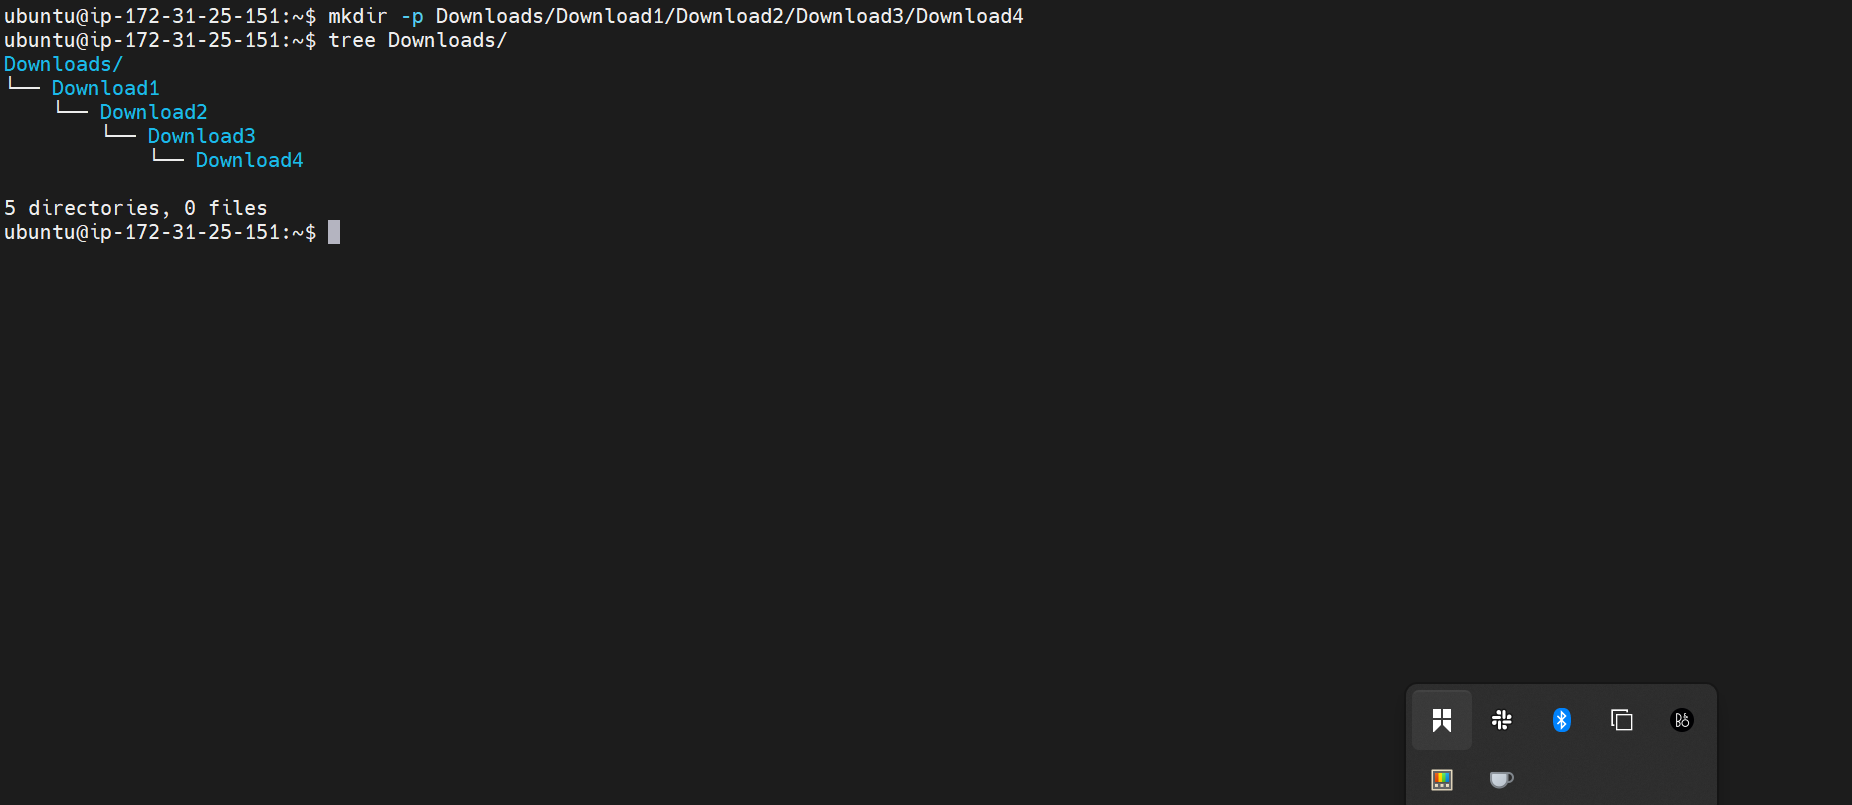 ubuntu@ip-172-31-25-151:~$ mkdir -p Downloads/Download1/Download2/Download3/Download4
ubuntu@ip-172-31-25-151:~$ tree Downloads/
Downloads/
└── Download1
    └── Download2
        └── Download3
            └── Download4
5 directories, 0 files
ubuntu@ip-172-31-25-151:~$